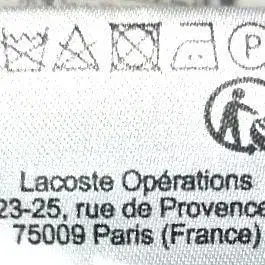 P
Lacoste Opérations
23-25, rue de Provence
75009 Paris (France)